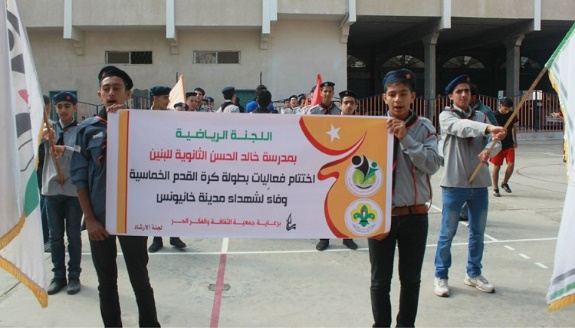 اللجنة الرياضية
بمدرسة خالد الحسن الثانوية للبنين
اختتام فعاليات بطولة كرة القدم الخماسية
وفاءً لشهداء مدينة خانيونس
برعاية جمعية الثقافة والفكر الحر
لجنة الارشاد